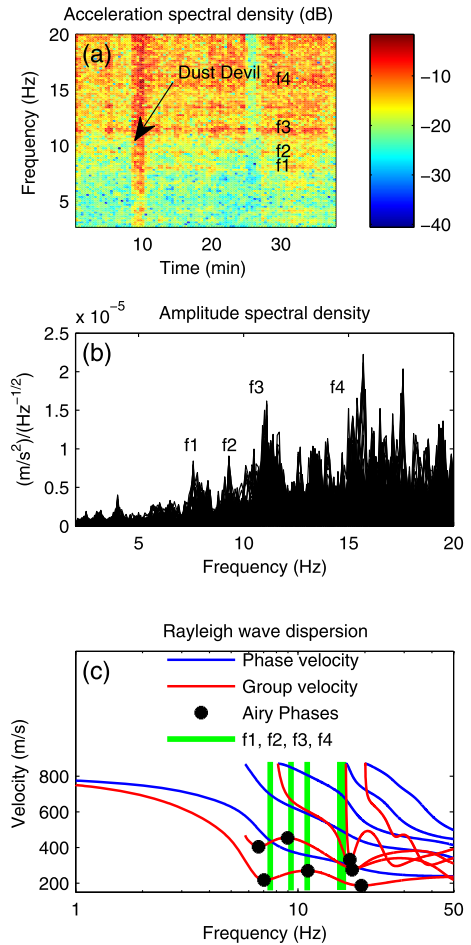 Acceleration spectral density (dB)
(a)
Dust Devil
f4
f3
f2
f1
20
15
10
5
Frequency (Hz)
10 20 30
Time (min)
−10
−20
−30
−40
x 10⁻⁵
Amplitude spectral density
(b)
f1 f2 f3 f4
2.5
2
1.5
1
0.5
0
(m/s²)/(Hz⁻¹ᐟ²)
5 10 15 20
Frequency (Hz)
Rayleigh wave dispersion
(c)
Phase velocity
Group velocity
Airy Phases
f1, f2, f3, f4
800
600
400
200
Velocity (m/s)
1 10 50
Frequency (Hz)